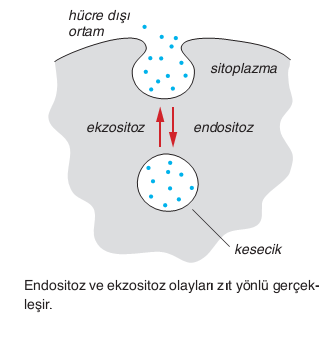 hücre dışı
ortam
sitoplazma
ekzositoz
endositoz
kesecik
Endositoz ve ekzositoz olayları zıt yönlü gerçek-
leşir.